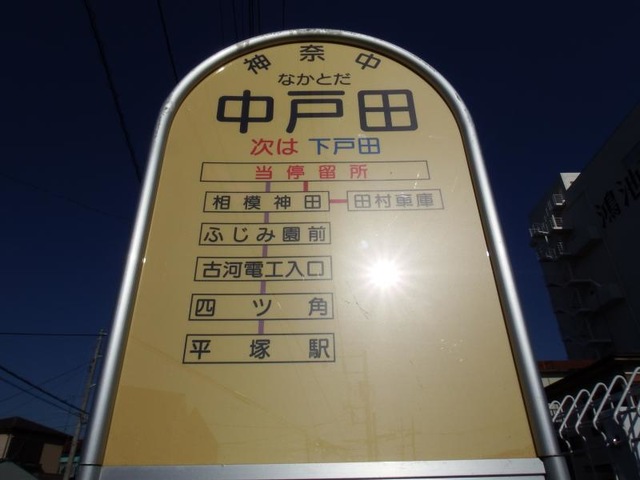 神奈中
なかとだ
中戸田
次は 下戸田
当停留所
相模神田 田村車庫
ふじみ園前
古河電工入口
四ツ角
平塚駅
鴻池